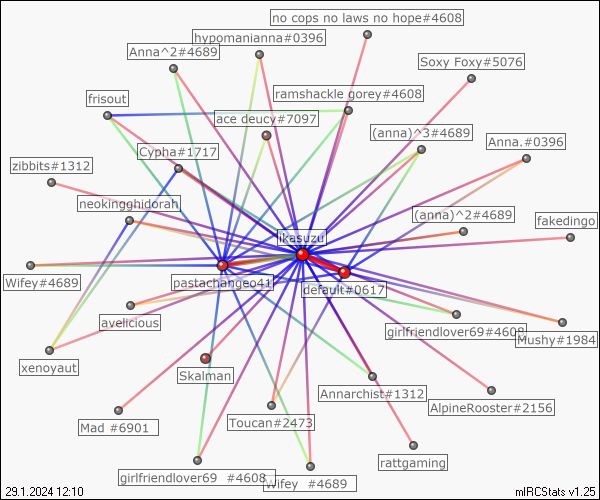 no cops no laws no hope#4608
hypomanianna#0396
Anna^2#4689
Soxy Foxy#5076
ramshackle gorey#4608
frisout
ace deucy#7097
(anna)^3#4689
Anna.#0396
Cypha#1717
zibbits#1312
neokingghidorah
(anna)^2#4689
fakedingo
ikasuzu
Wifey#4689
pastachangeo41
default#0617
avelicious
girlfriendlover69#4608
Mushy#1984
xenoyaut
Skalman
Annarchist#1312
AlpineRooster#2156
Mad #6901
Toucan#2473
rattgaming
girlfriendlover69 #4608
Wifey #4689
29.1.2024 12:10
mIRCStats v1.25